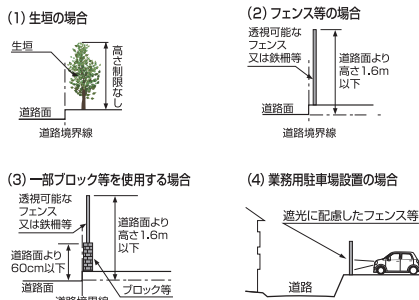 (1) 生垣の場合
生垣
高さ制限なし
道路面
道路境界線
(2) フェンス等の場合
透視可能な
フェンス
又は鉄柵等
道路面より
高さ1.6m
以下
道路面
道路境界線
(3) 一部ブロック等を使用する場合
透視可能な
フェンス
又は鉄柵等
道路面より
高さ1.6m
以下
道路面より
60cm以下
道路面
ブロック等
道路境界線
(4) 業務用駐車場設置の場合
遮光に配慮したフェンス等
道路